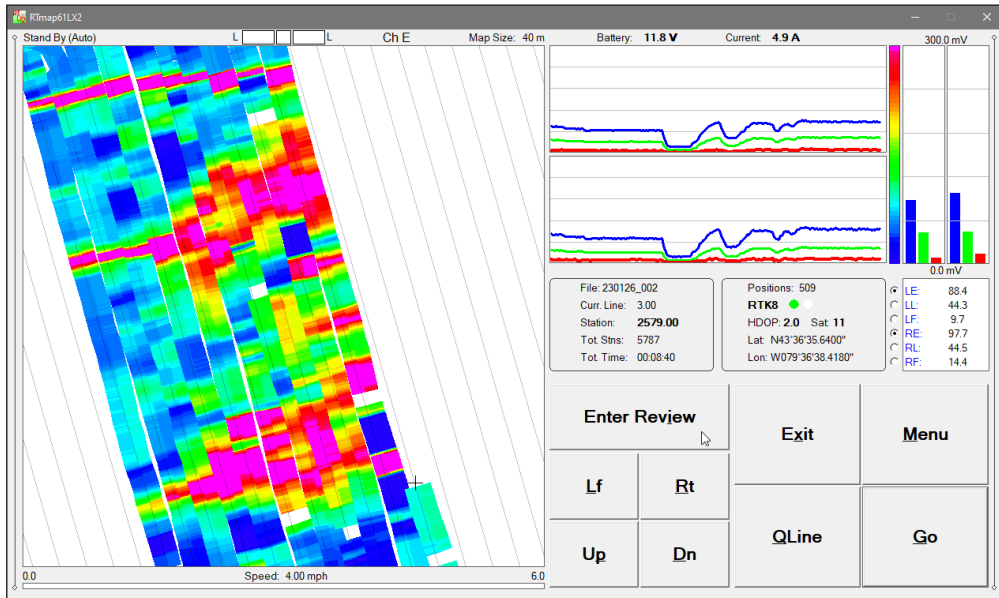 RTmap61LX2
Stand By (Auto)
L
L
Ch E
Map Size: 40 m
Battery: 11.8 V
Current: 4.9 A
300.0 mV
0.0 mV
File: 230126_002
Curr. Line: 3.00
Station: 2579.00
Tot. Stns: 5787
Tot. Time: 00:08:40
Positions: 509
RTK8
HDOP: 2.0 Sat: 11
Lat: N43°36'35.6400"
Lon: W079°36'38.4180"
LE: 88.4
LL: 44.3
LF: 9.7
RE: 97.7
RL: 44.5
RF: 14.4
Enter Review
Exit
Menu
Lf
Rt
QLine
Go
Up
Dn
0.0
Speed: 4.00 mph
6.0